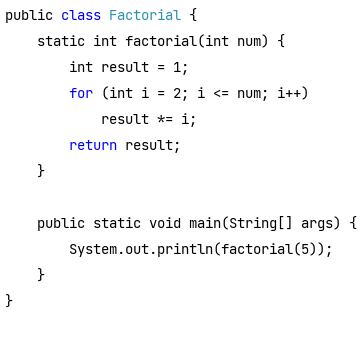 public class Factorial {
    static int factorial(int num) {
        int result = 1;
        for (int i = 2; i <= num; i++)
            result *= i;
        return result;
    }

    public static void main(String[] args) {
        System.out.println(factorial(5));
    }
}